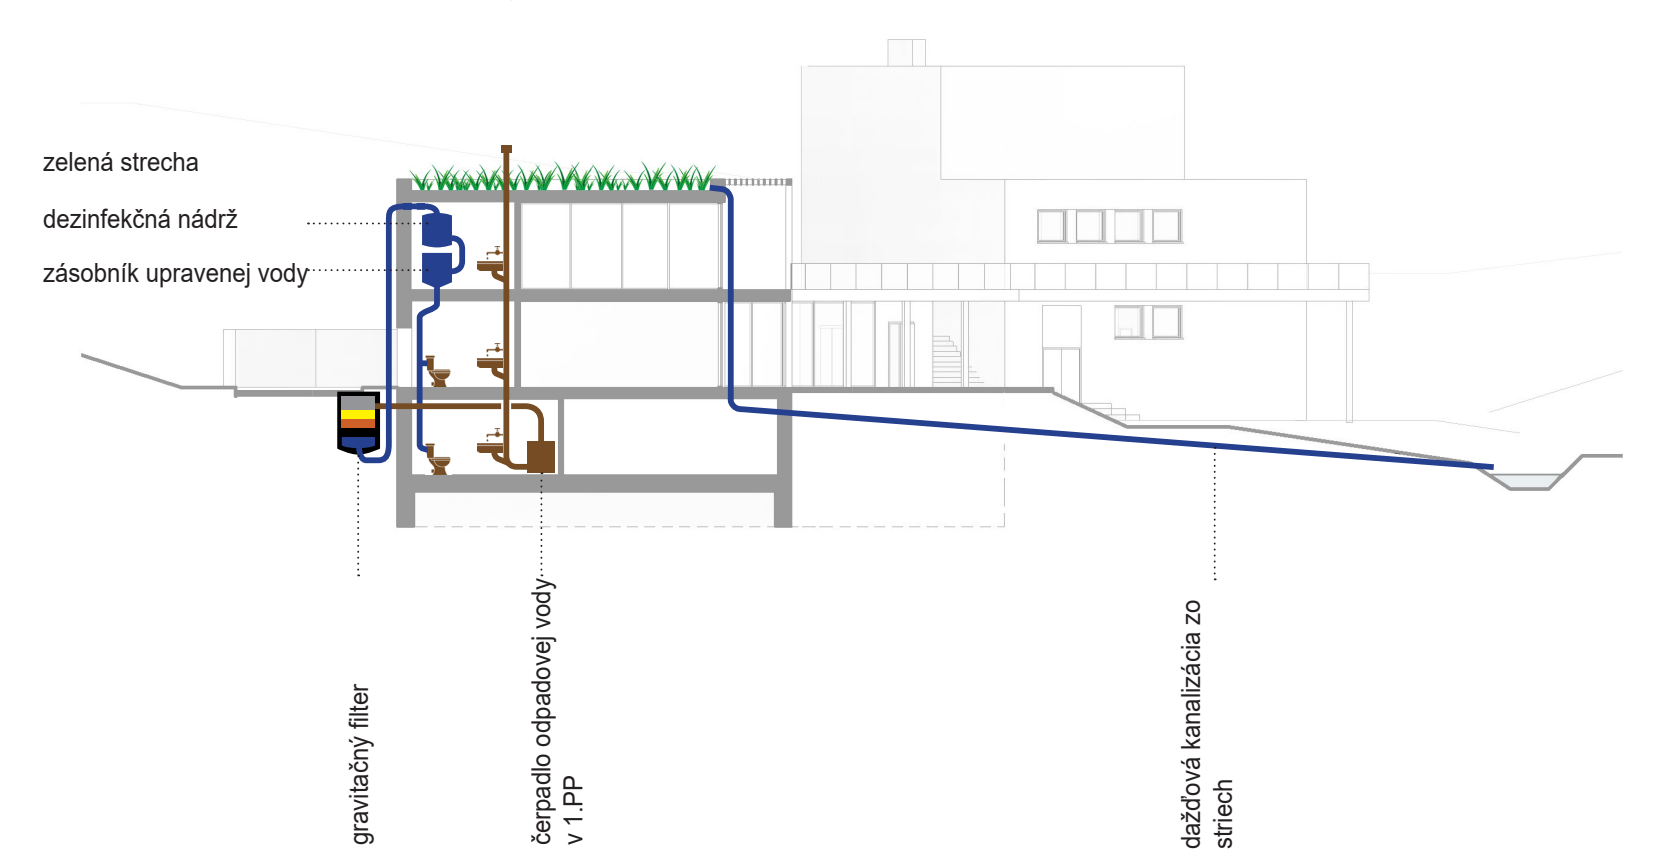 zelená strecha
dezinfekčná nádrž
zásobník upravenej vody
gravitačný filter
čerpadlo odpadovej vody
v 1.PP
dažďová kanalizácia zo
striech